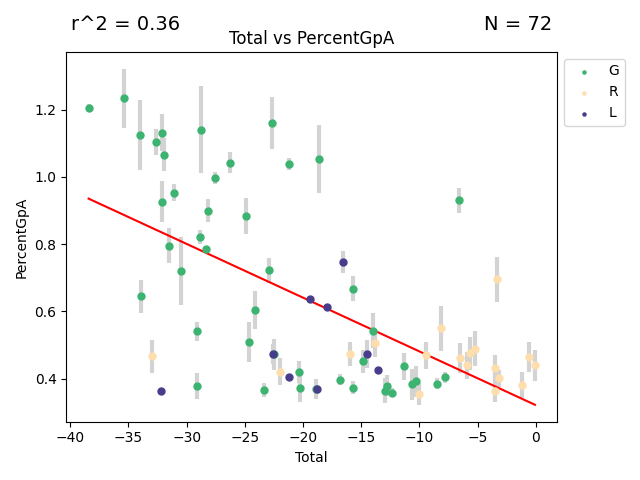 r^2 = 0.36
N = 72
Total vs PercentGpA
G
R
L
1.2
1.0
0.8
0.6
0.4
PercentGpA
−40 −35 −30 −25 −20 −15 −10 −5 0
Total